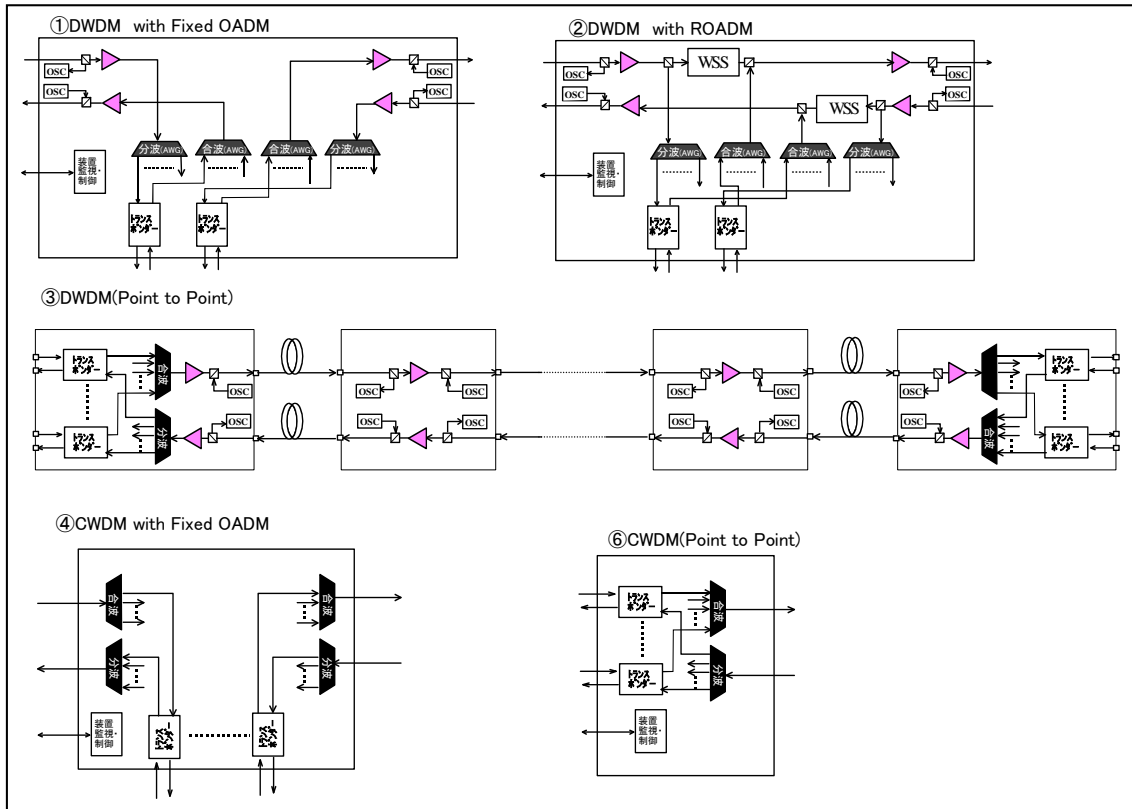 ①DWDM with Fixed OADM
OSC
OSC
OSC
OSC
分波(AWG)
合波(AWG)
合波(AWG)
分波(AWG)
装置
監視・
制御
トランス
ポンダー
トランス
ポンダー
②DWDM with ROADM
OSC
WSS
OSC
OSC
WSS
OSC
分波(AWG)
合波(AWG)
合波(AWG)
分波(AWG)
装置
監視・
制御
トランス
ポンダー
トランス
ポンダー
③DWDM(Point to Point)
トランス
ポンダー
合波
OSC
OSC
トランス
ポンダー
分波
OSC
OSC
OSC
OSC
OSC
OSC
OSC
OSC
OSC
OSC
トランス
ポンダー
OSC
合波
トランス
ポンダー
④CWDM with Fixed OADM
合波
合波
分波
分波
装置
監視・
制御
トランス
ポンダー
トランス
ポンダー
⑥CWDM(Point to Point)
トランス
ポンダー
合波
トランス
ポンダー
分波
装置
監視・
制御